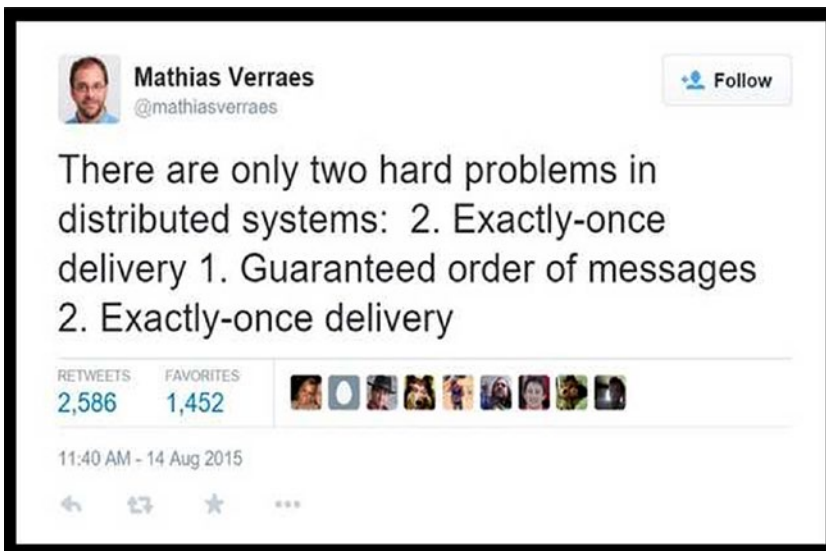 Mathias Verraes
@mathiasverraes
Follow
There are only two hard problems in
distributed systems:  2. Exactly-once
delivery 1. Guaranteed order of messages
2. Exactly-once delivery
RETWEETS FAVORITES
2,586 1,452
11:40 AM - 14 Aug 2015